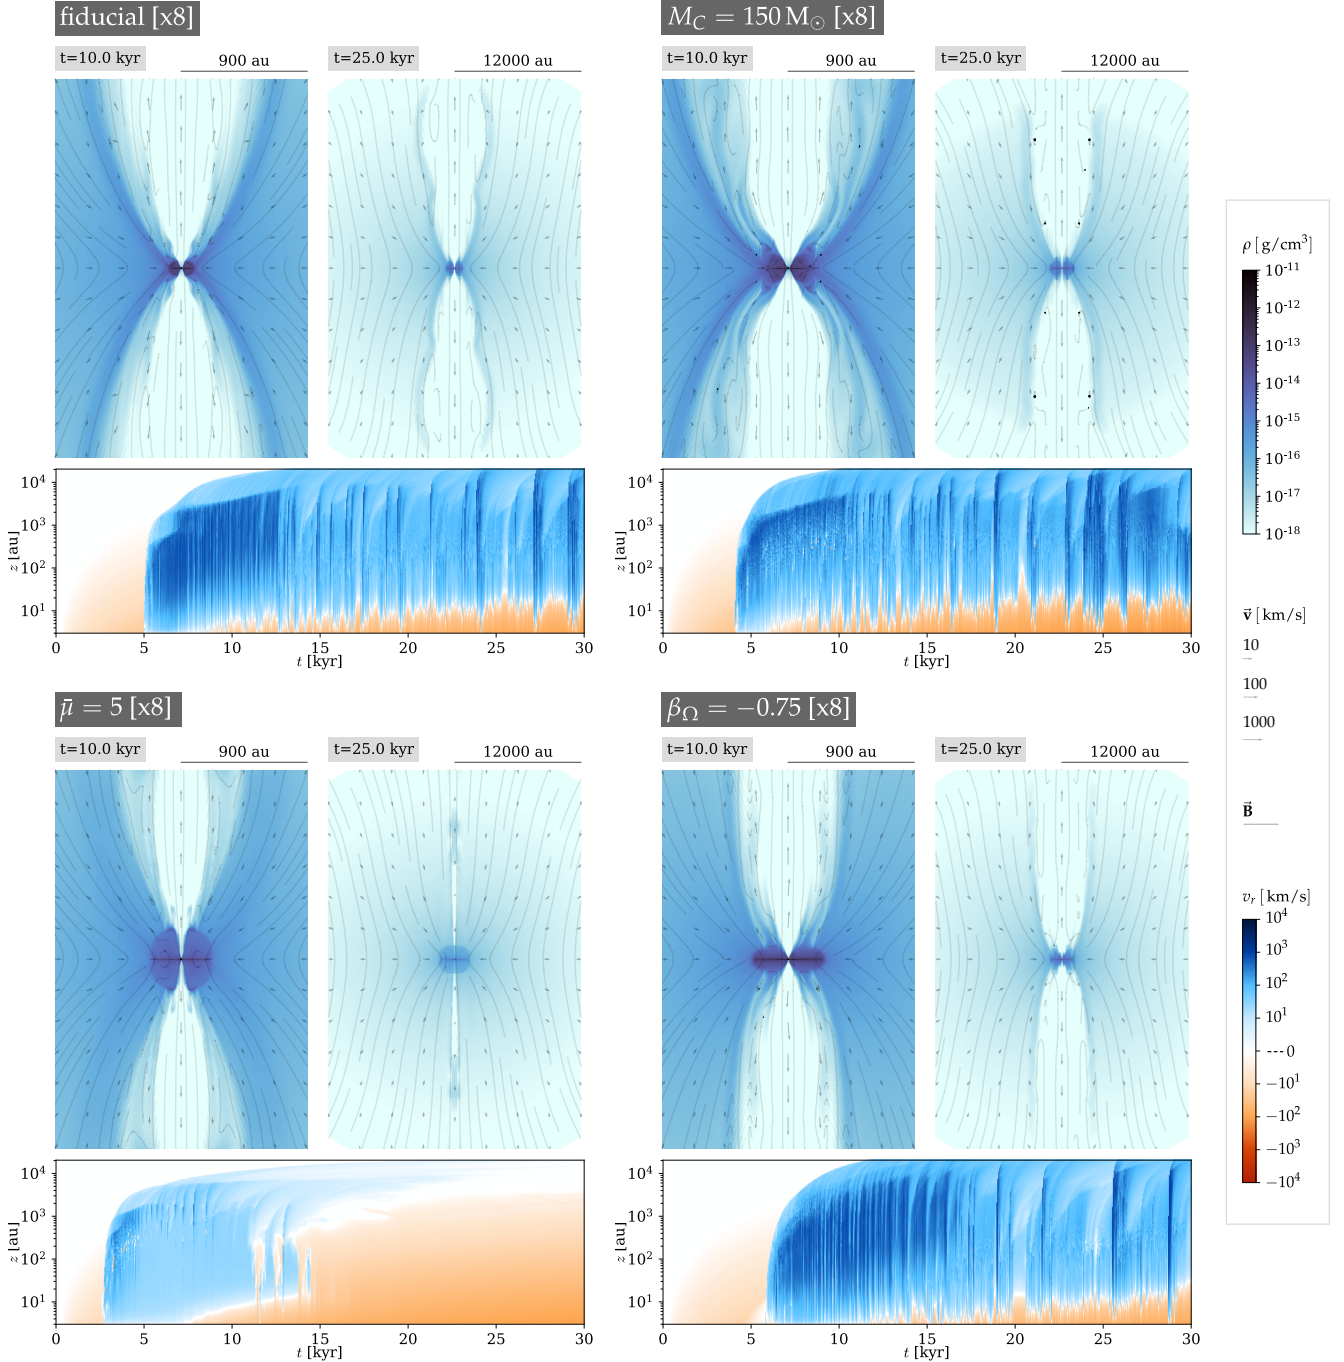 fiducial [x8]
t=10.0 kyr
900 au
t=25.0 kyr
12000 au
z [au]
10⁴
10³
10²
10¹
0 5 10 15 20 25 30
t [kyr]
M_C = 150 M_⊙ [x8]
t=10.0 kyr
900 au
t=25.0 kyr
12000 au
z [au]
10⁴
10³
10²
10¹
0 5 10 15 20 25 30
t [kyr]
μ̄ = 5 [x8]
t=10.0 kyr
900 au
t=25.0 kyr
12000 au
z [au]
10⁴
10³
10²
10¹
0 5 10 15 20 25 30
t [kyr]
β_Ω = −0.75 [x8]
t=10.0 kyr
900 au
t=25.0 kyr
12000 au
z [au]
10⁴
10³
10²
10¹
0 5 10 15 20 25 30
t [kyr]
ρ [g/cm³]
10⁻¹¹
10⁻¹²
10⁻¹³
10⁻¹⁴
10⁻¹⁵
10⁻¹⁶
10⁻¹⁷
10⁻¹⁸
v⃗ [km/s]
10
100
1000
B⃗
v_r [km/s]
10⁴
10³
10²
10¹
---0
−10¹
−10²
−10³
−10⁴